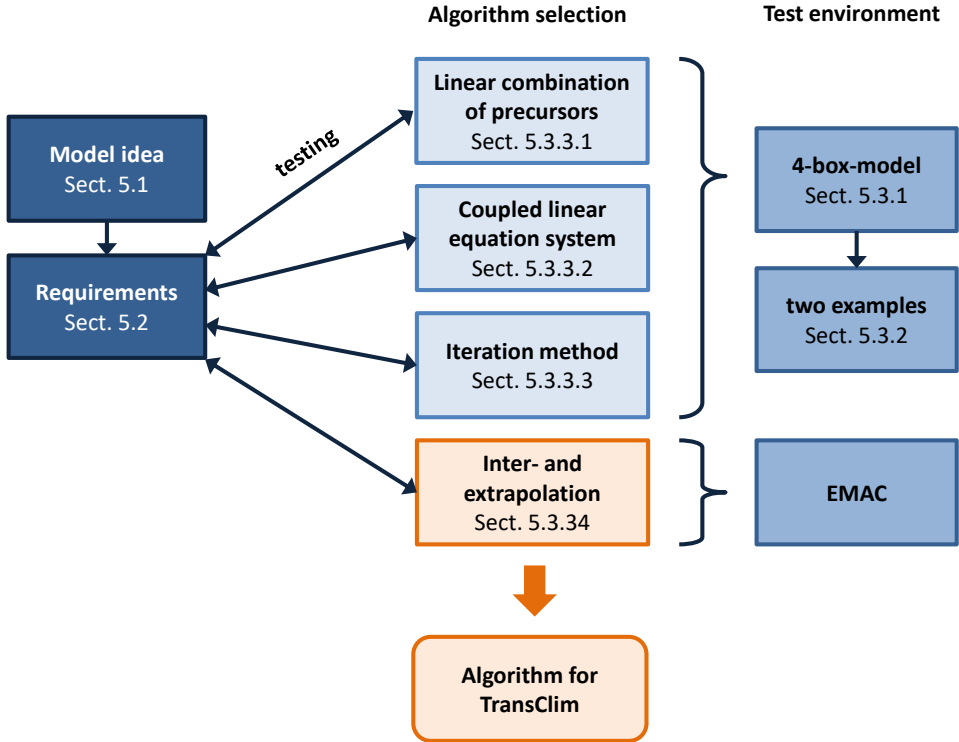 Algorithm selection
Test environment
Model idea
Sect. 5.1
Requirements
Sect. 5.2
testing
Linear combination
of precursors
Sect. 5.3.3.1
Coupled linear
equation system
Sect. 5.3.3.2
Iteration method
Sect. 5.3.3.3
Inter- and
extrapolation
Sect. 5.3.34
4-box-model
Sect. 5.3.1
two examples
Sect. 5.3.2
EMAC
Algorithm for
TransClim